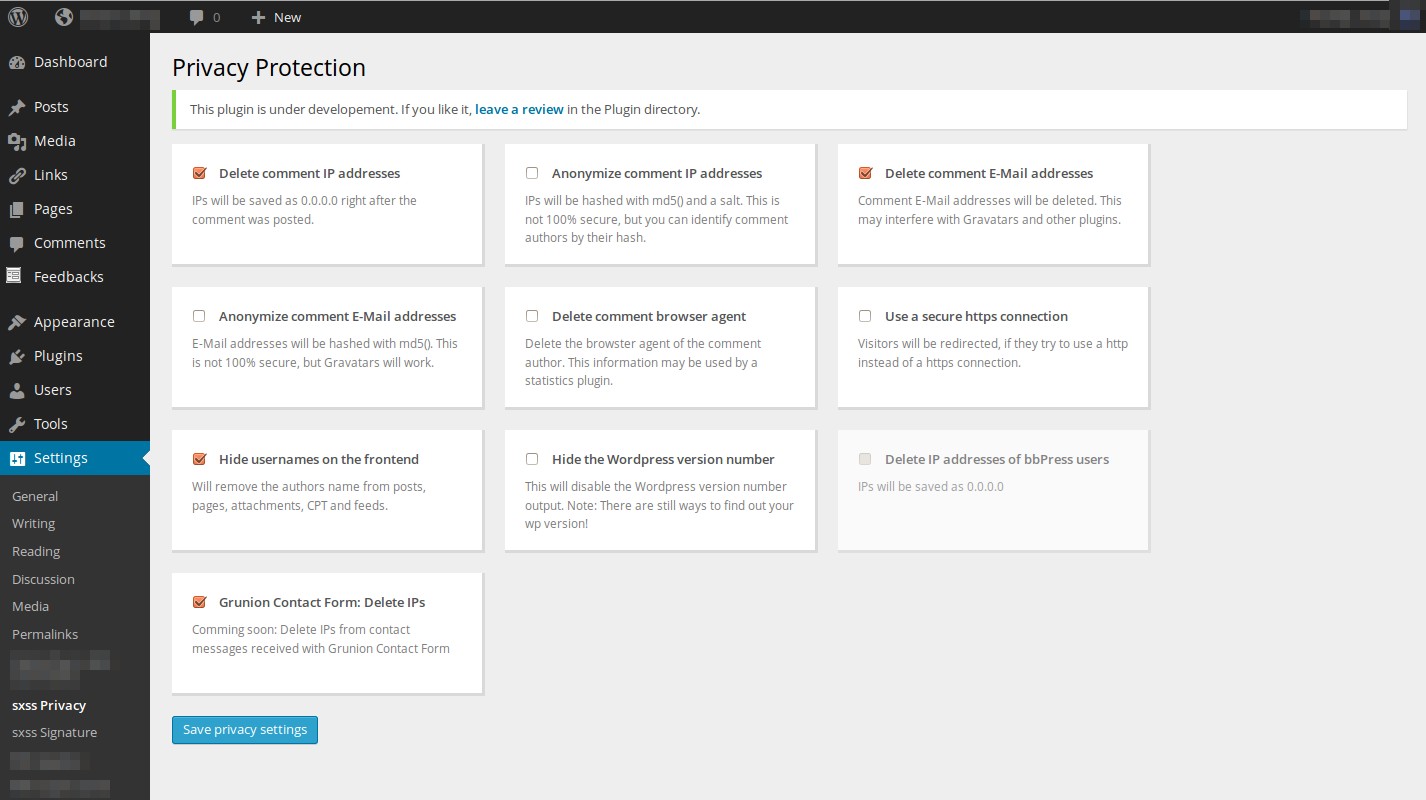 0
New
Dashboard
Posts
Media
Links
Pages
Comments
Feedbacks
Appearance
Plugins
Users
Tools
Settings
General
Writing
Reading
Discussion
Media
Permalinks
sxss Privacy
sxss Signature
Privacy Protection
This plugin is under developement. If you like it, leave a review in the Plugin directory.
Delete comment IP addresses
IPs will be saved as 0.0.0.0 right after the
comment was posted.
Anonymize comment IP addresses
IPs will be hashed with md5() and a salt. This is
not 100% secure, but you can identify comment
authors by their hash.
Delete comment E-Mail addresses
Comment E-Mail addresses will be deleted. This
may interfere with Gravatars and other plugins.
Anonymize comment E-Mail addresses
E-Mail addresses will be hashed with md5(). This
is not 100% secure, but Gravatars will work.
Delete comment browser agent
Delete the browster agent of the comment
author. This information may be used by a
statistics plugin.
Use a secure https connection
Visitors will be redirected, if they try to use a http
instead of a https connection.
Hide usernames on the frontend
Will remove the authors name from posts,
pages, attachments, CPT and feeds.
Hide the Wordpress version number
This will disable the Wordpress version number
output. Note: There are still ways to find out your
wp version!
Delete IP addresses of bbPress users
IPs will be saved as 0.0.0.0
Grunion Contact Form: Delete IPs
Comming soon: Delete IPs from contact
messages received with Grunion Contact Form
Save privacy settings